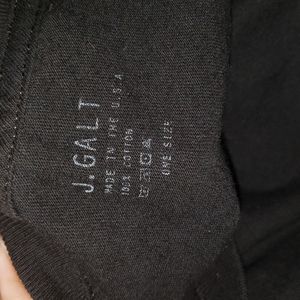 J.GALT
MADE IN THE U.S.A
100% COTTON
ONE SIZE